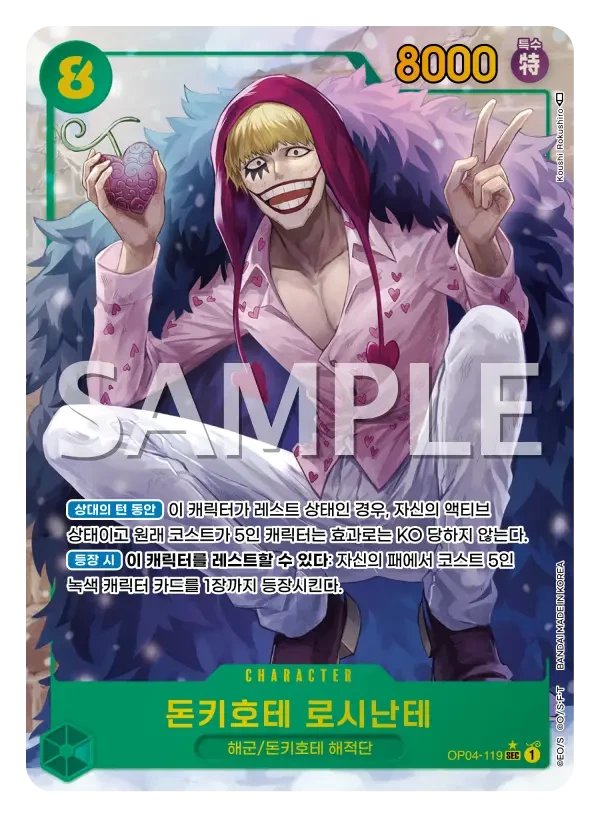 8
8000
특수
特
Koushi Rokushiro
SAMPLE
상대의 턴 동안 이 캐릭터가 레스트 상태인 경우, 자신의 액티브
상태이고 원래 코스트가 5인 캐릭터는 효과로는 KO 당하지 않는다.
등장 시 이 캐릭터를 레스트할 수 있다: 자신의 패에서 코스트 5인
녹색 캐릭터 카드를 1장까지 등장시킨다.
CHARACTER
돈키호테 로시난테
해군/돈키호테 해적단
OP04-119 SEC 1
©EO/S ©O/S·F·T BANDAI MADE IN KOREA